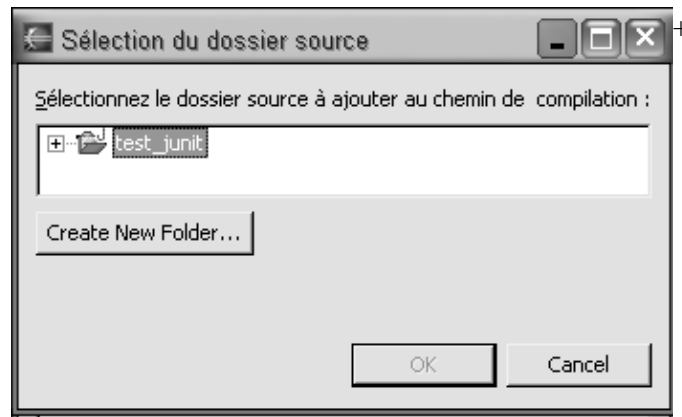 Sélection du dossier source
Sélectionnez le dossier source à ajouter au chemin de compilation :
test_junit
Create New Folder...
OK
Cancel